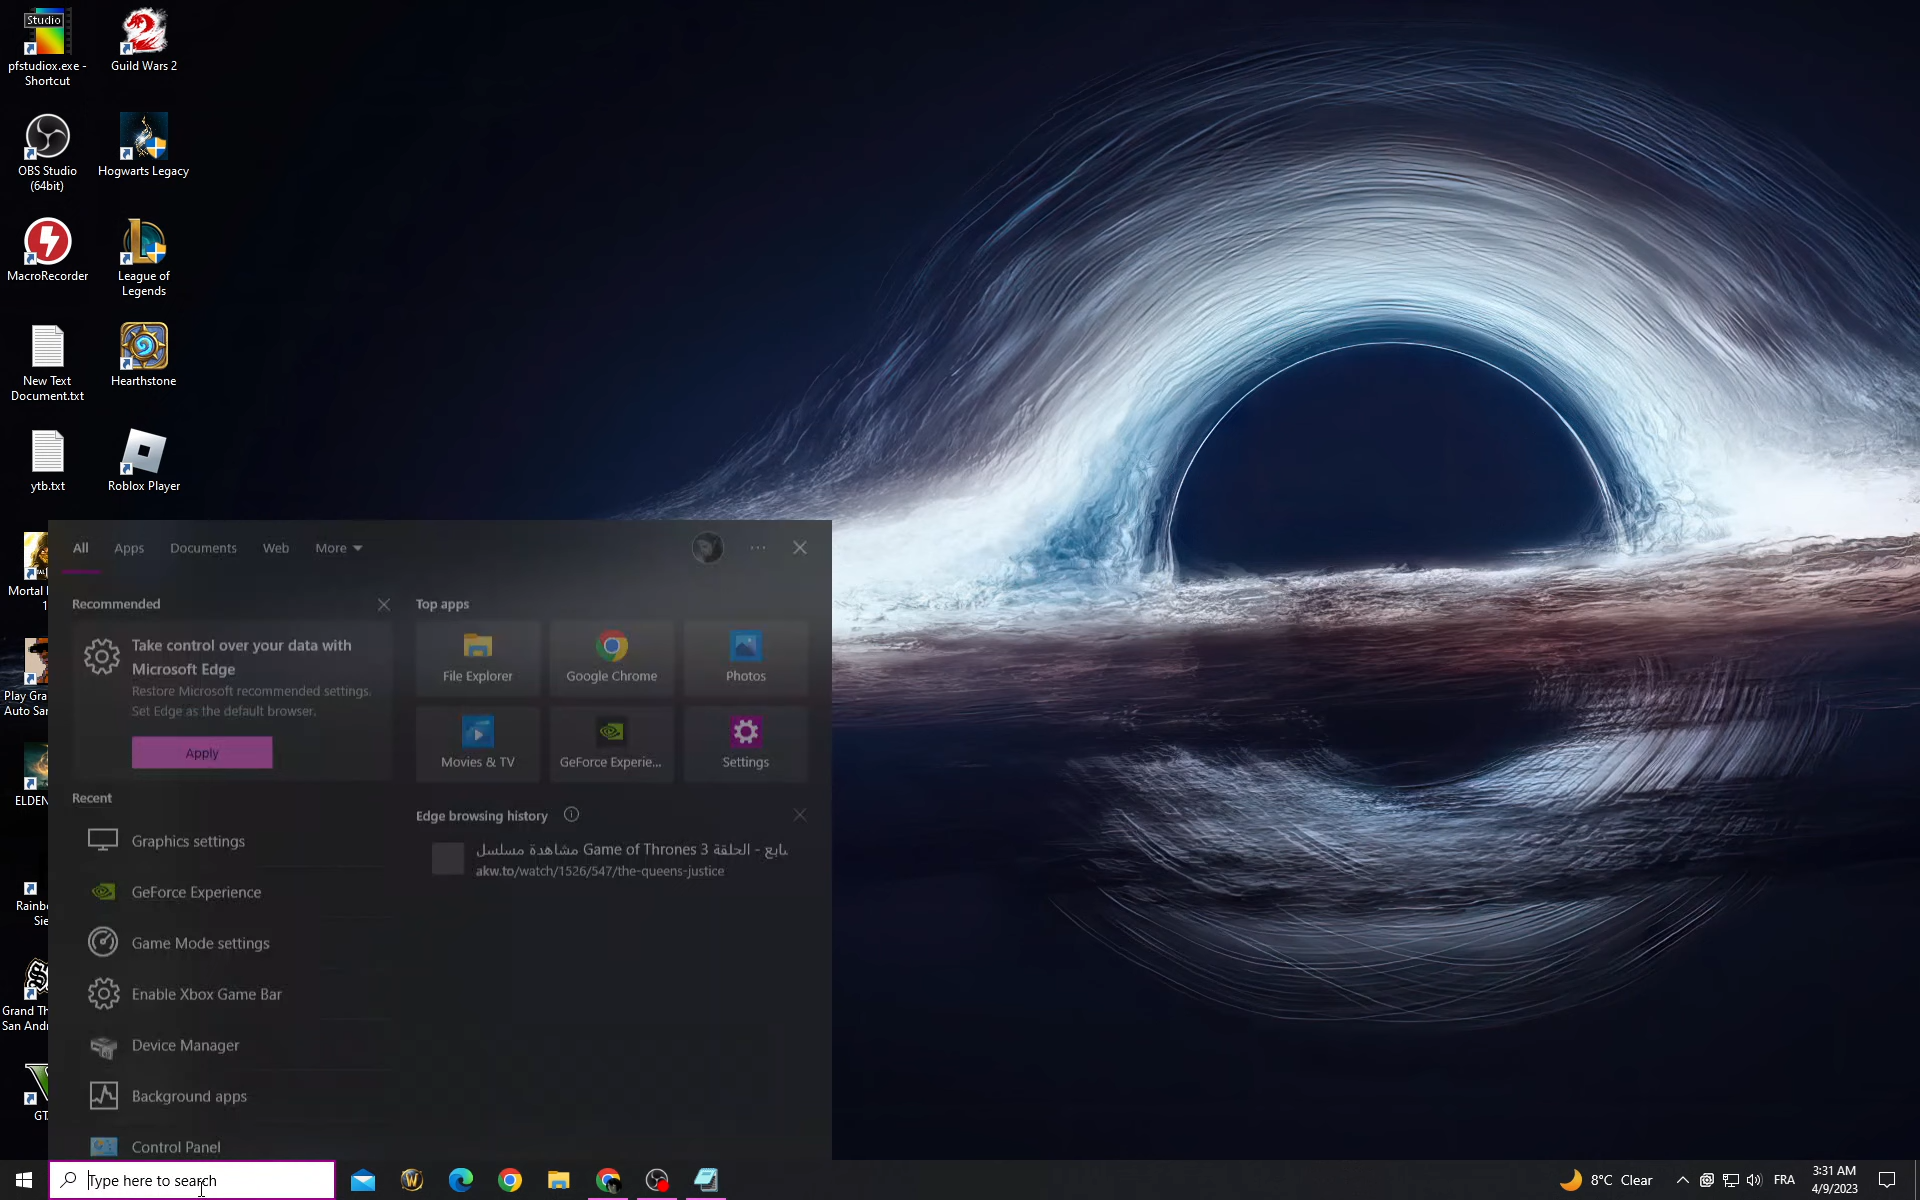 Studio
pfstudiox.exe -
Shortcut
Guild Wars 2
OBS Studio
(64bit)
Hogwarts Legacy
MacroRecorder
League of
Legends
New Text
Document.txt
Hearthstone
ytb.txt
Roblox Player
Mortal
1
Play Gra
Auto Sar
ELDEN
Rainbo
Sie
Grand Th
San Andr
GT
All
Apps
Documents
Web
More
Recommended
Take control over your data with
Microsoft Edge
Restore Microsoft recommended settings.
Set Edge as the default browser.
Apply
Recent
Graphics settings
GeForce Experience
Game Mode settings
Enable Xbox Game Bar
Device Manager
Background apps
Control Panel
Top apps
File Explorer
Google Chrome
Photos
Movies & TV
GeForce Experie...
Settings
Edge browsing history
مشاهدة مسلسل Game of Thrones الحلقة 3 -
akw.to/watch/1526/547/the-queens-justice
Type here to search
8°C Clear
FRA
3:31 AM
4/9/2023